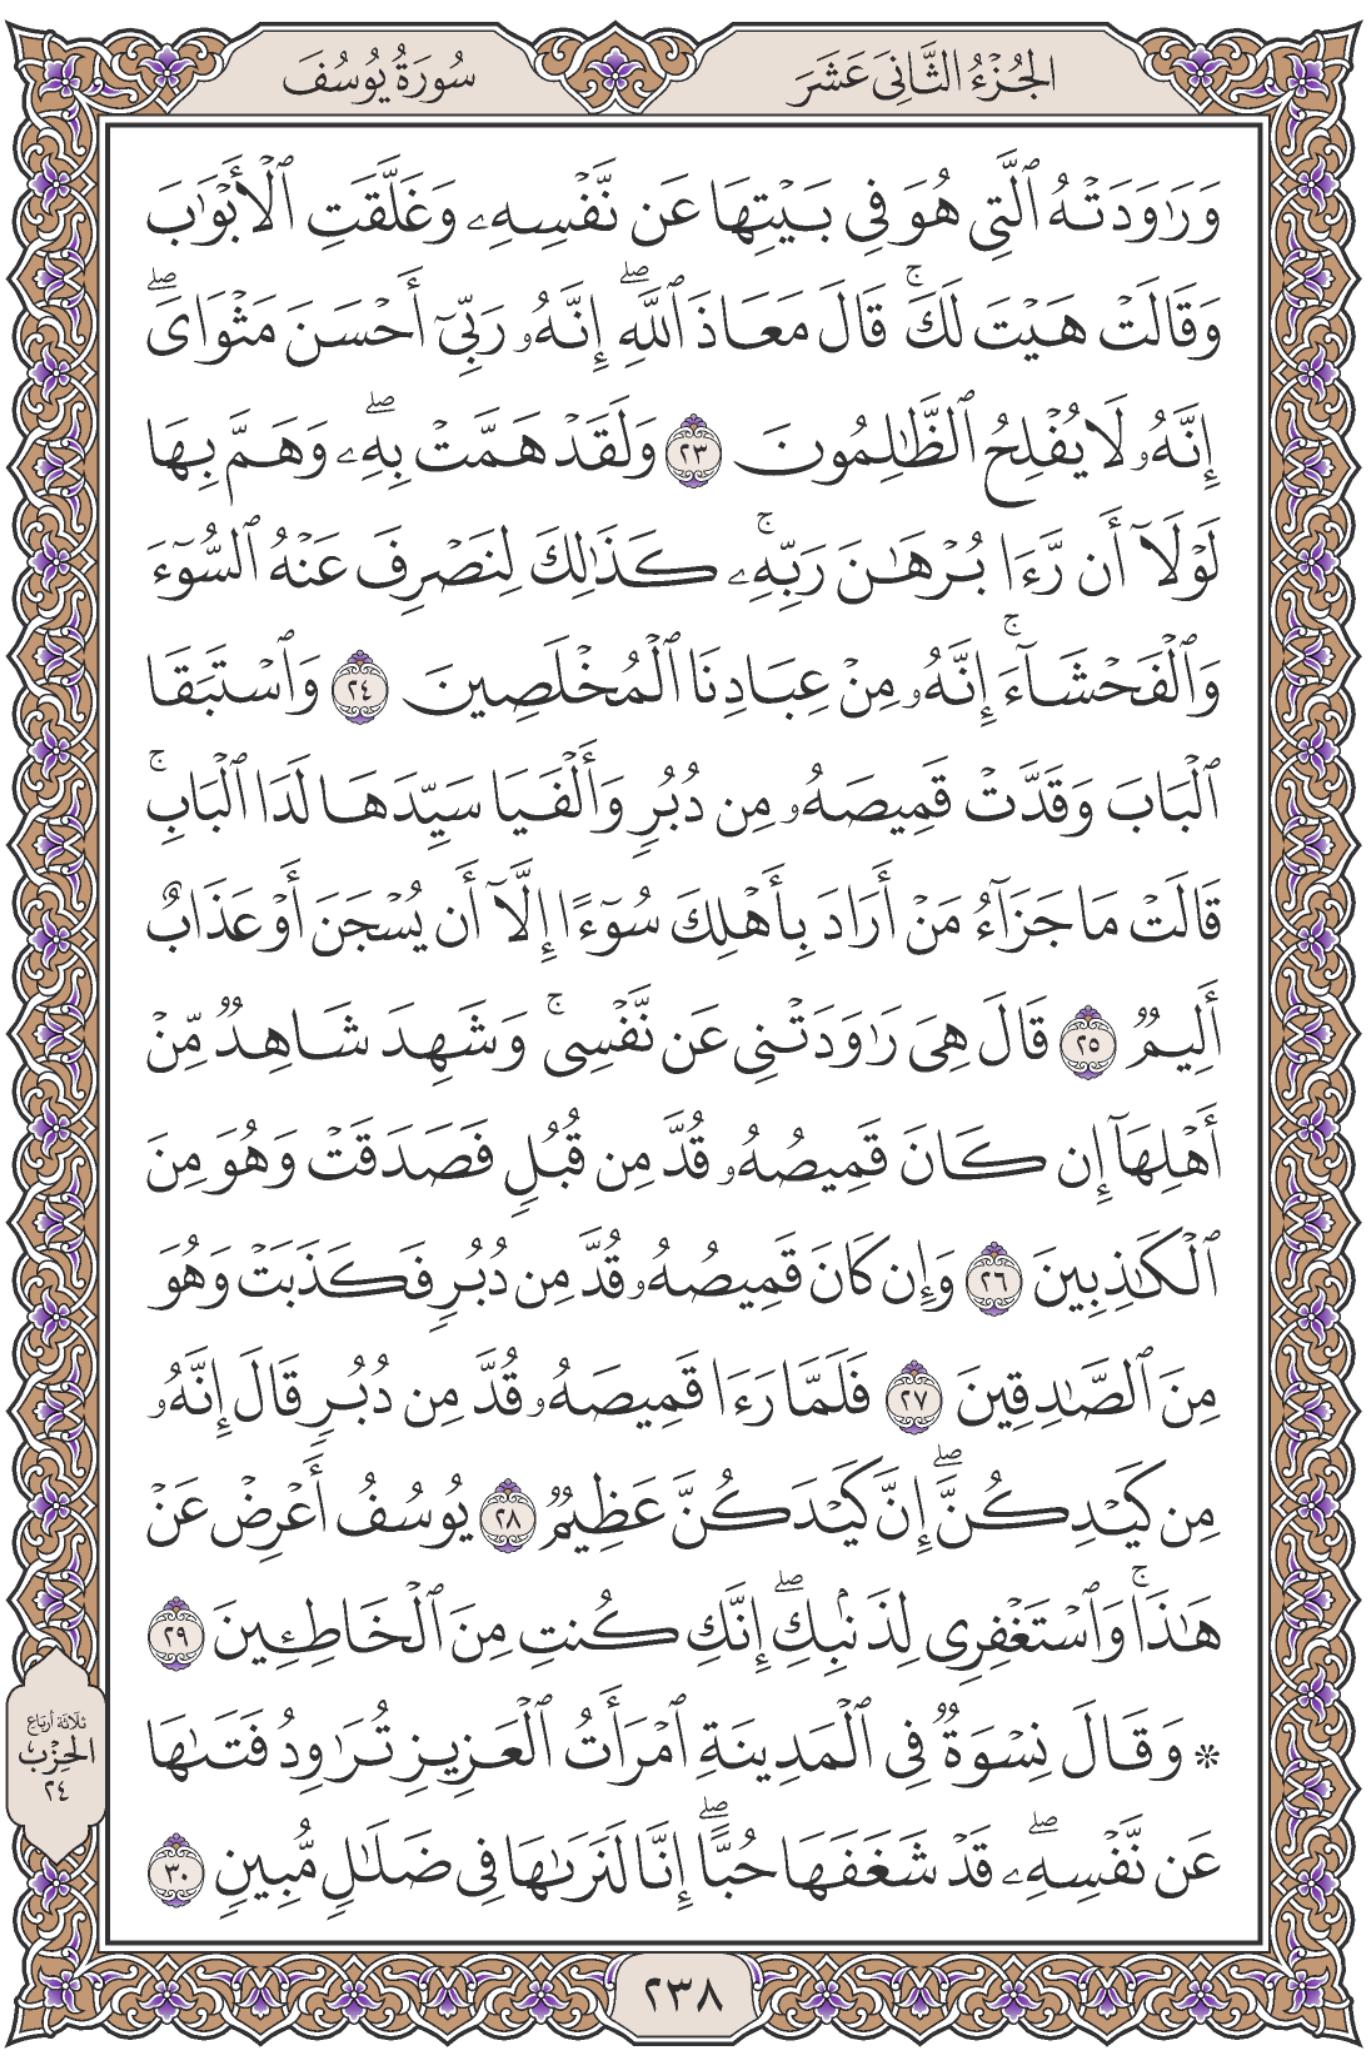 الجُزْءُ الثَّانِيَ عَشَرَ
سُورَةُ يُوسُفَ
وَرَٰوَدَتْهُ ٱلَّتِى هُوَ فِى بَيْتِهَا عَن نَّفْسِهِۦ وَغَلَّقَتِ ٱلْأَبْوَٰبَ
وَقَالَتْ هَيْتَ لَكَ ۚ قَالَ مَعَاذَ ٱللَّهِ ۖ إِنَّهُۥ رَبِّىٓ أَحْسَنَ مَثْوَاىَ ۖ
إِنَّهُۥ لَا يُفْلِحُ ٱلظَّـٰلِمُونَ ٢٣ وَلَقَدْ هَمَّتْ بِهِۦ ۖ وَهَمَّ بِهَا
لَوْلَآ أَن رَّءَا بُرْهَـٰنَ رَبِّهِۦ ۚ كَذَٰلِكَ لِنَصْرِفَ عَنْهُ ٱلسُّوٓءَ
وَٱلْفَحْشَآءَ ۚ إِنَّهُۥ مِنْ عِبَادِنَا ٱلْمُخْلَصِينَ ٢٤ وَٱسْتَبَقَا
ٱلْبَابَ وَقَدَّتْ قَمِيصَهُۥ مِن دُبُرٍ وَأَلْفَيَا سَيِّدَهَا لَدَا ٱلْبَابِ ۚ
قَالَتْ مَا جَزَآءُ مَنْ أَرَادَ بِأَهْلِكَ سُوٓءًا إِلَّآ أَن يُسْجَنَ أَوْ عَذَابٌ
أَلِيمٌ ٢٥ قَالَ هِىَ رَٰوَدَتْنِى عَن نَّفْسِى ۚ وَشَهِدَ شَاهِدٌ مِّنْ
أَهْلِهَآ إِن كَانَ قَمِيصُهُۥ قُدَّ مِن قُبُلٍ فَصَدَقَتْ وَهُوَ مِنَ
ٱلْكَـٰذِبِينَ ٢٦ وَإِن كَانَ قَمِيصُهُۥ قُدَّ مِن دُبُرٍ فَكَذَبَتْ وَهُوَ
مِنَ ٱلصَّـٰدِقِينَ ٢٧ فَلَمَّا رَءَا قَمِيصَهُۥ قُدَّ مِن دُبُرٍ قَالَ إِنَّهُۥ
مِن كَيْدِكُنَّ ۖ إِنَّ كَيْدَكُنَّ عَظِيمٌ ٢٨ يُوسُفُ أَعْرِضْ عَنْ
هَـٰذَا ۚ وَٱسْتَغْفِرِى لِذَنۢبِكِ ۖ إِنَّكِ كُنتِ مِنَ ٱلْخَاطِـِٔينَ ٢٩
۞ وَقَالَ نِسْوَةٌ فِى ٱلْمَدِينَةِ ٱمْرَأَتُ ٱلْعَزِيزِ تُرَٰوِدُ فَتَىٰهَا
عَن نَّفْسِهِۦ ۖ قَدْ شَغَفَهَا حُبًّا ۖ إِنَّا لَنَرَىٰهَا فِى ضَلَـٰلٍ مُّبِينٍ ٣٠
ثلاثة أرباع
الحِزْب
٢٤
٢٣٨